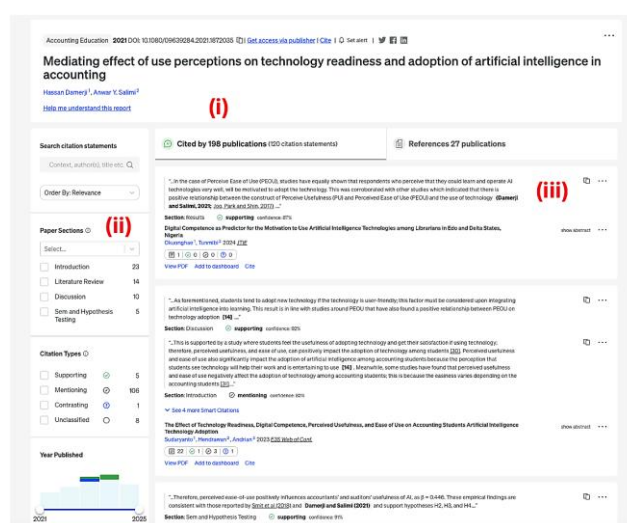 Accounting Education 2021 DOI: 10.1080/09639284.2021.1872035 Get access via publisher | Cite | Set alert |
Mediating effect of use perceptions on technology readiness and adoption of artificial intelligence in
accounting
Hassan Damerji1, Anwar Y. Salimi2
Help me understand this report
(i)
Search citation statements
Context, author(s), title etc.
Order By: Relevance
Paper Sections
(ii)
Select...
Introduction 23
Literature Review 14
Discussion 10
Sem and Hypothesis 5
Testing
Citation Types
Supporting 5
Mentioning 106
Contrasting 1
Unclassified 8
Year Published
2021 2025
Cited by 198 publications (120 citation statements)
References 27 publications
(iii)
"...In the case of Perceive Ease of Use (PEOU), studies have equally shown that respondents who perceive that they could learn and operate AI
technologies very well, will be motivated to adopt the technology. This was corroborated with other studies which indicated that there is
positive relationship between the construct of Perceive Usefulness (PU) and Perceived Ease of Use (PEOU) and the use of technology (Damerji
and Salimi, 2021; Joo, Park and Shin, 2017) ..."
Section: Results supporting confidence: 87%
Digital Competence as Predictor for the Motivation to Use Artificial Intelligence Technologies among Librarians in Edo and Delta States,
Nigeria
show abstract
Okuonghae1, Tunmibi2 2024 JTIE
1 0 0 0
View PDF Add to dashboard Cite
"...As forementioned, students tend to adopt new technology if the technology is user-friendly; this factor must be considered upon integrating
artificial intelligence into learning. This result is in line with studies around PEOU that have also found a positive relationship between PEOU on
technology adoption [14] ..."
Section: Discussion supporting confidence: 92%
"...This is supported by a study where students feel the usefulness of adopting technology and get their satisfaction if using technology;
therefore, perceived usefulness, and ease of use, can positively impact the adoption of technology among students [30]. Perceived usefulness
and ease of use also significantly impact the adoption of artificial intelligence among accounting students because the perception that
students see technology will help their work and is entertaining to use [14] . Meanwhile, some studies have found that perceived usefulness
and ease of use negatively affect the adoption of technology among accounting students; this is because the easiness varies depending on the
accounting students [31]..."
Section: Introduction mentioning confidence: 82%
See 4 more Smart Citations
The Effect of Technology Readiness, Digital Competence, Perceived Usefulness, and Ease of Use on Accounting Students Artificial Intelligence
Technology Adoption
show abstract
Sudaryanto1, Hendrawan2, Andrian3 2023 E3S Web of Conf.
22 1 3 1
View PDF Add to dashboard Cite
"...Therefore, perceived ease-of-use positively influences accountants' and auditors' usefulness of AI, as β = 0.446. These empirical findings are
consistent with those reported by Smit et al (2018) and Damerji and Salimi (2021) and support hypotheses H2, H3, and H4..."
Section: Sem and Hypothesis Testing supporting confidence: 91%